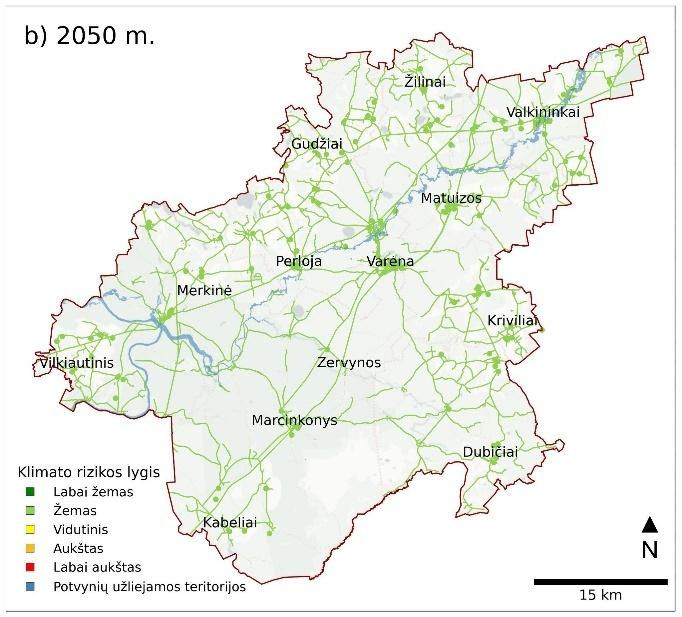 b) 2050 m.
Žilinai
Valkininkai
Gudžiai
Matuizos
Perloja
Varėna
Merkinė
Kriviliai
Vilkiautinis
Zervynos
Marcinkonys
Dubičiai
Kabeliai
Klimato rizikos lygis
Labai žemas
Žemas
Vidutinis
Aukštas
Labai aukštas
Potvynių užliejamos teritorijos
N
15 km